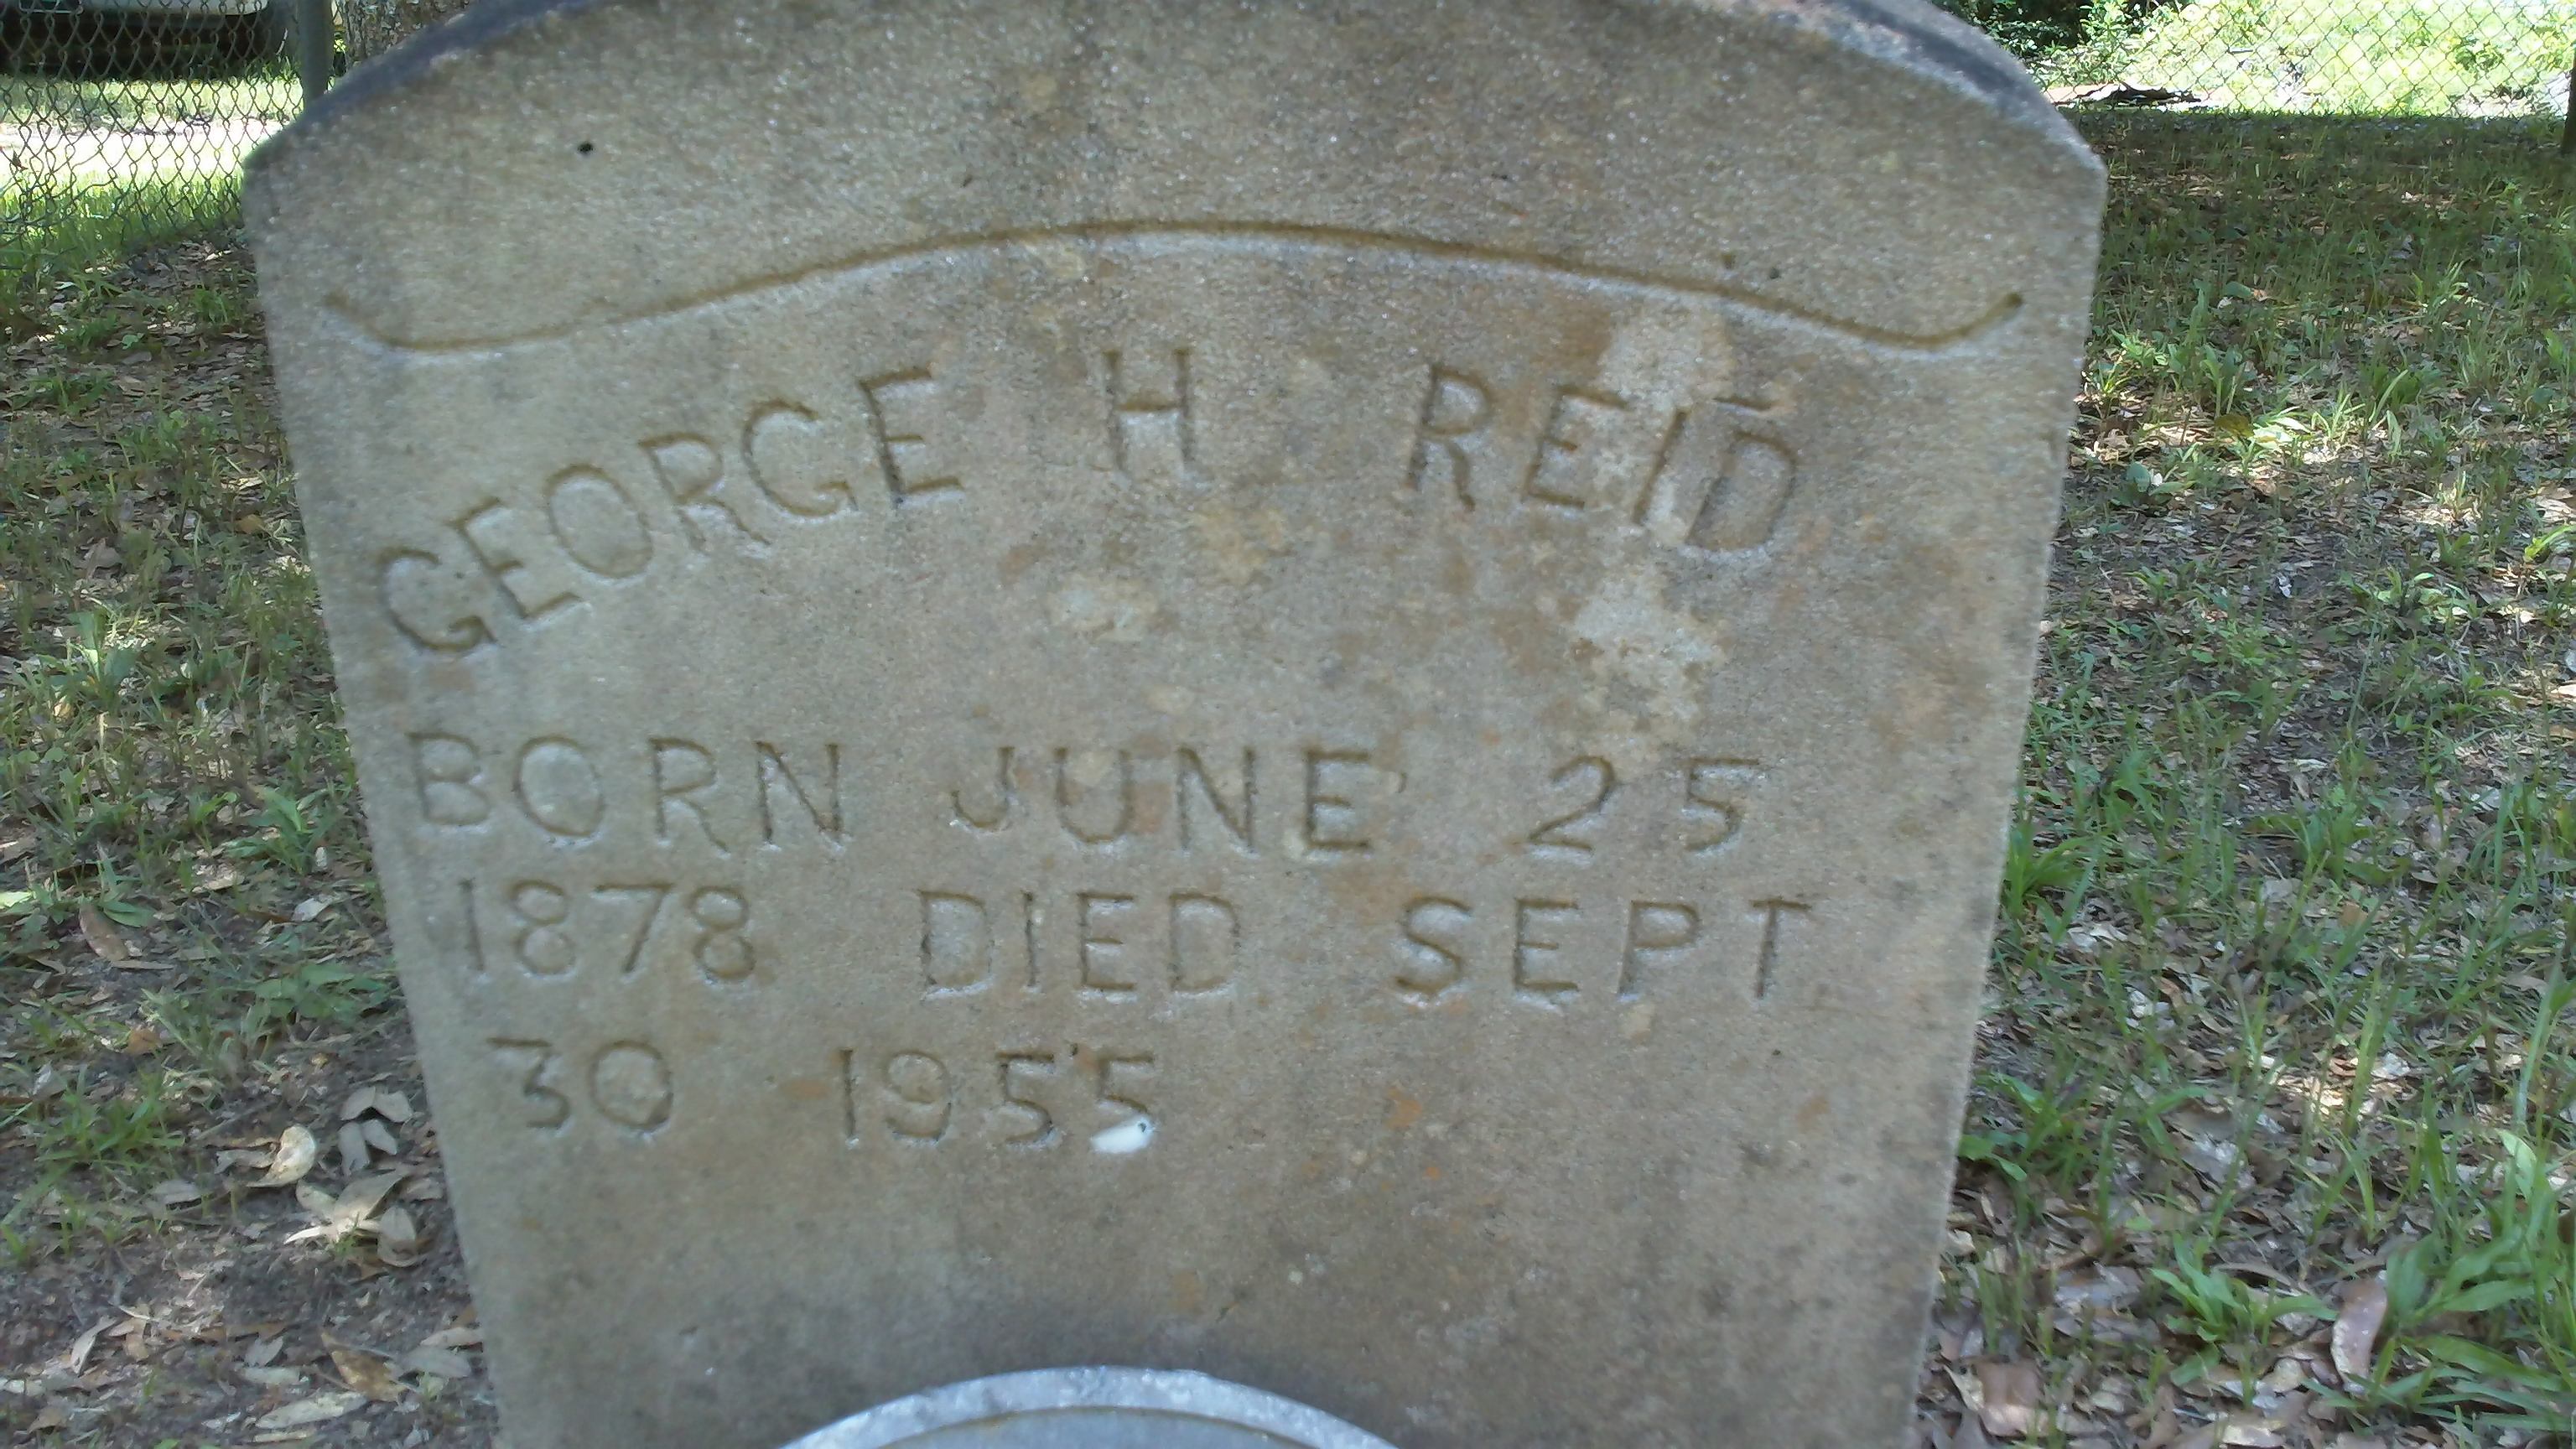 GEORGE H REID
BORN JUNE 25
1878 DIED SEPT
30 1955